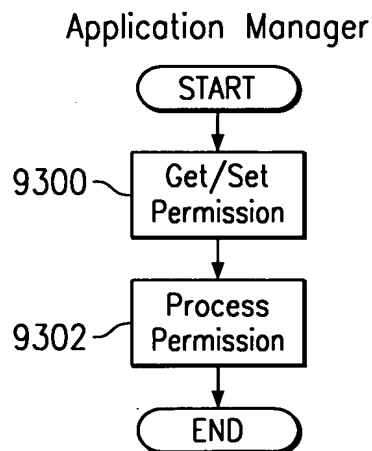 Application Manager
START
9300
Get/Set
Permission
9302
Process
Permission
END